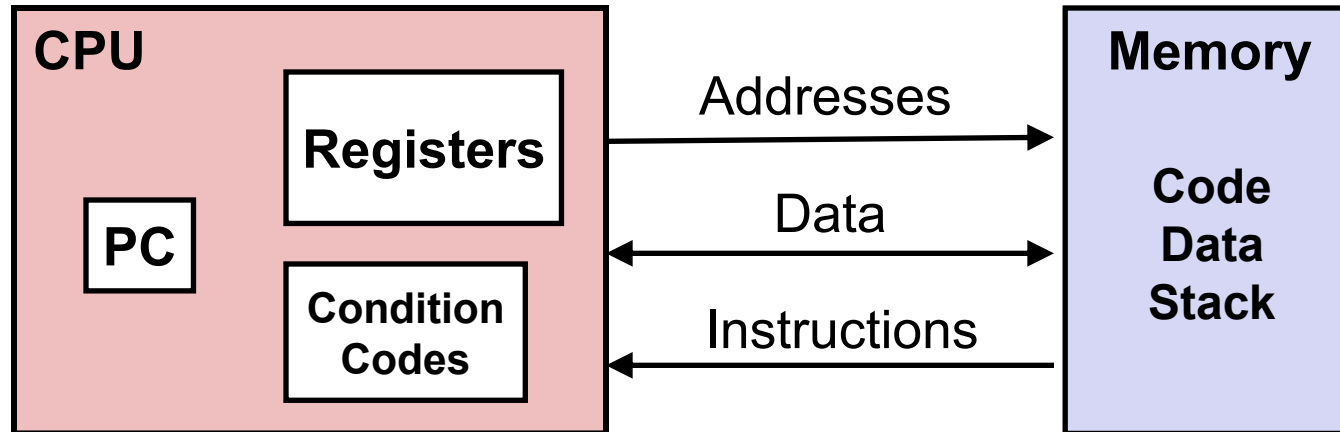 CPU
Registers
PC
Condition
Codes
Addresses
Data
Instructions
Memory
Code
Data
Stack